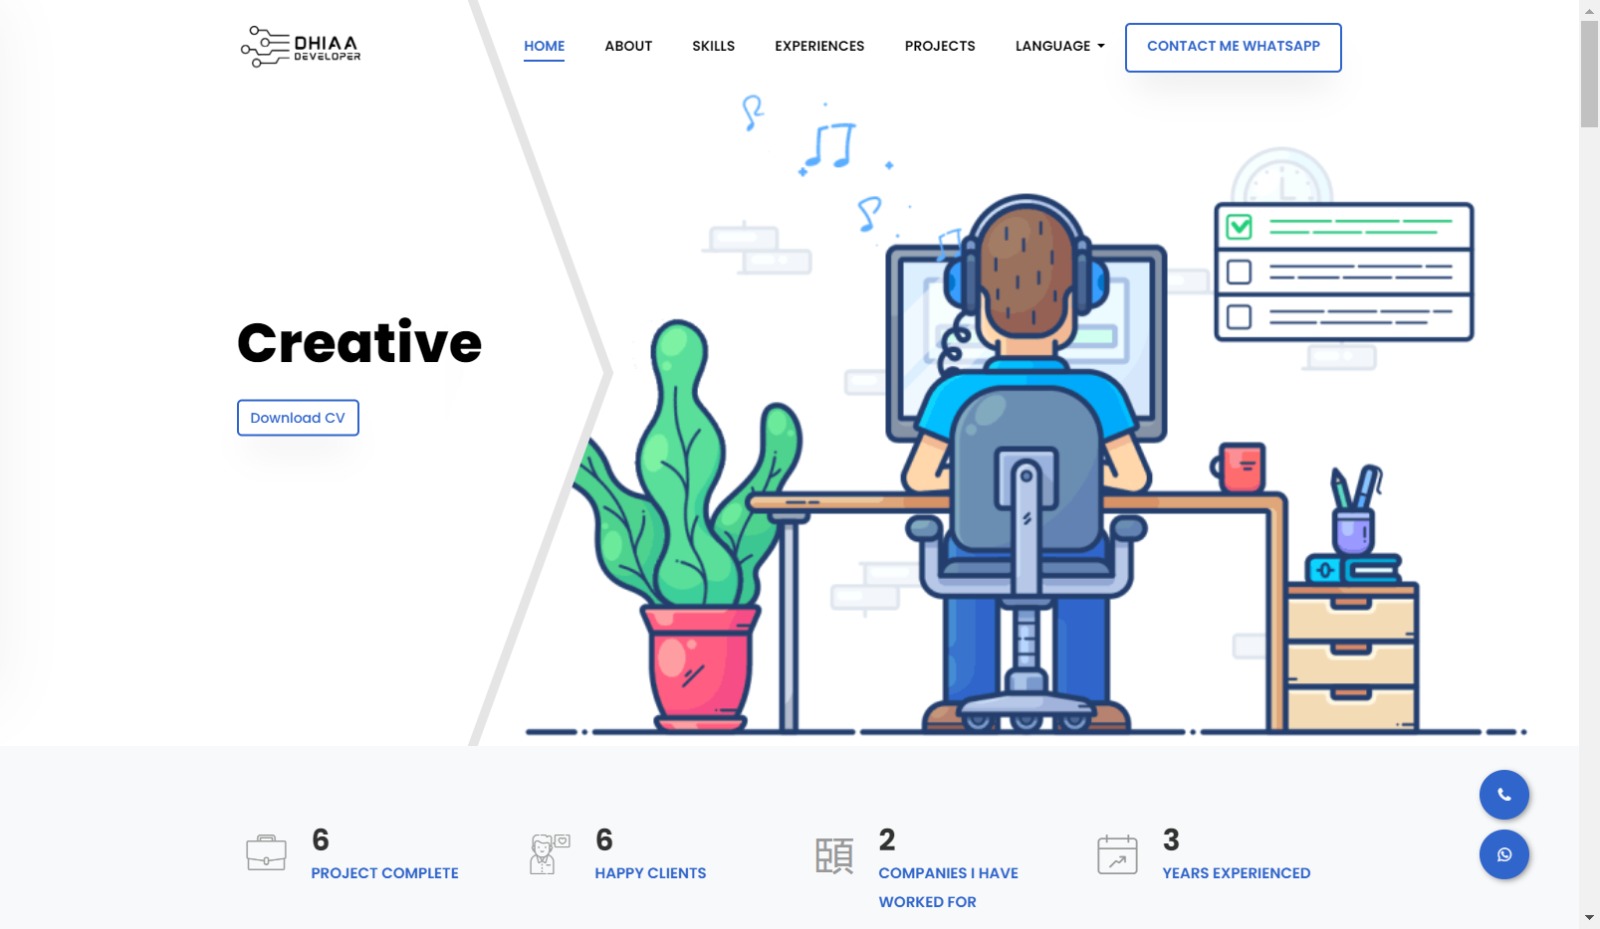 DHIAA
DEVELOPER
HOME
ABOUT
SKILLS
EXPERIENCES
PROJECTS
LANGUAGE
CONTACT ME WHATSAPP
Creative
Download CV
6
PROJECT COMPLETE
6
HAPPY CLIENTS
頤
2
COMPANIES I HAVE
WORKED FOR
3
YEARS EXPERIENCED